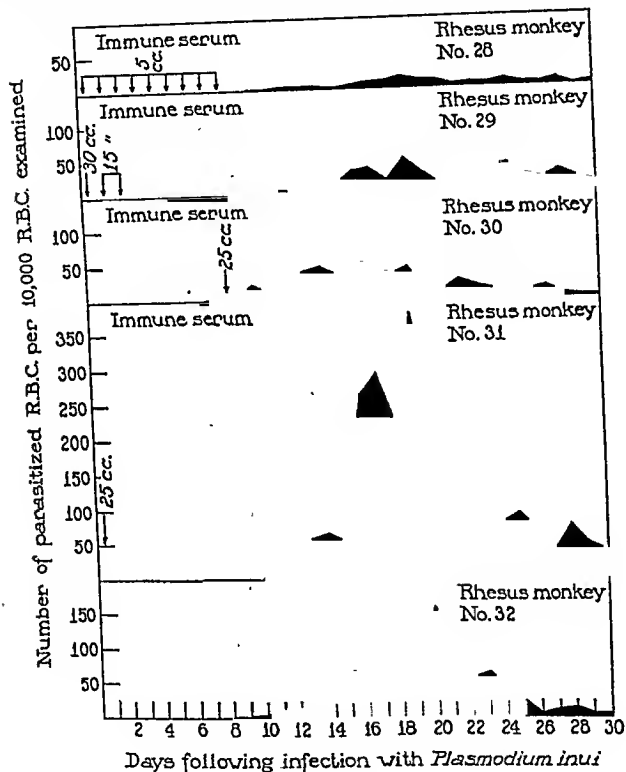 Immune serum
Rhesus monkey
No. 28
50
5
cc.
Immune serum
Rhesus monkey
No. 29
100
50
30 cc.
15 "
Immune serum
Rhesus monkey
No. 30
100
50
25 cc.
Immune serum
Rhesus monkey
No. 31
350
300
250
200
150
100
50
25 cc.
Rhesus monkey
No. 32
150
100
50
2 4 6 8 10 12 14 16 18 20 22 24 26 28 30
Days following infection with Plasmodium inui
Number of parasitized R.B.C. per 10,000 R.B.C. examined